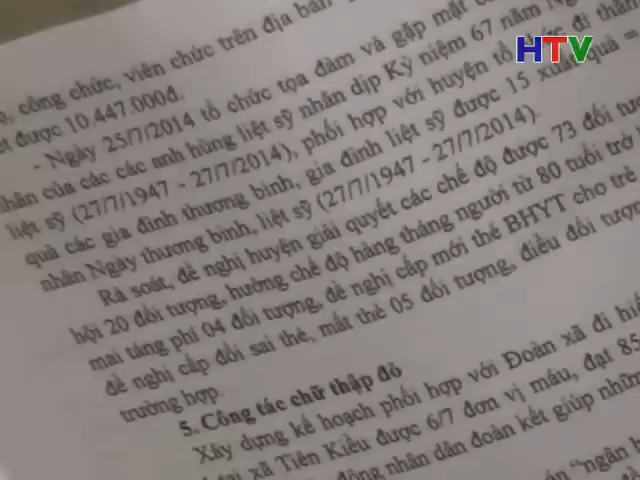 HTV
công chức, viên chức trên địa bàn
được 10.447.000đ.
- Ngày 25/7/2014 tổ chức tọa đàm và gặp mặt
nhân của các các anh hùng liệt sỹ nhân dịp Kỷ niệm 67 năm
liệt sỹ (27/7/1947 - 27/7/2014), phối hợp với huyện tổ chức đi thăm
quà các gia đình thương binh, gia đình liệt sỹ được 15 xuất quà =
nhân Ngày thương binh, liệt sỹ (27/7/1947 - 27/7/2014).
Rà soát, đề nghị huyện giải quyết các chế độ được 73 đối
hội 20 đối tượng, hưởng chế độ hàng tháng người từ 80 tuổi trở
mai táng phí 04 đối tượng, đề nghị cấp mới thẻ BHYT cho trẻ
đề nghị cấp đổi sai thẻ, mất thẻ 05 đối tượng, điều đối tượng
trường hợp.
5. Công tác chữ thập đỏ
Xây dựng kế hoạch phối hợp với Đoàn xã đi
tại xã Tiên Kiều được 6/7 đơn vị máu, đạt 85
động nhân dân đoàn kết giúp những
"ngân